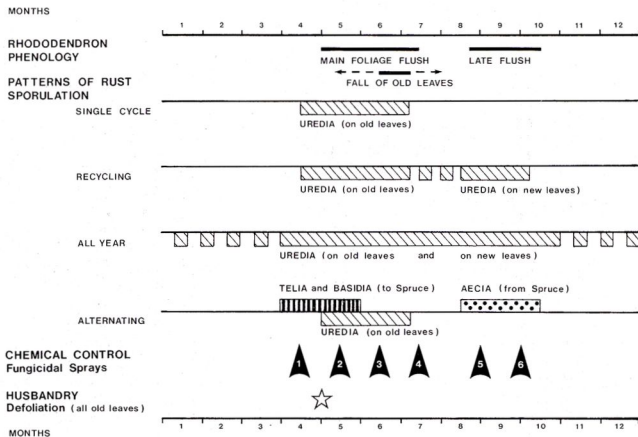 MONTHS
1 2 3 4 5 6 7 8 9 10 11 12
RHODODENDRON
PHENOLOGY
MAIN FOLIAGE FLUSH
LATE FLUSH
FALL OF OLD LEAVES
PATTERNS OF RUST
SPORULATION
SINGLE CYCLE
UREDIA (on old leaves)
RECYCLING
UREDIA (on old leaves)
UREDIA (on new leaves)
ALL YEAR
UREDIA (on old leaves and on new leaves)
TELIA and BASIDIA (to Spruce)
AECIA (from Spruce)
ALTERNATING
UREDIA (on old leaves)
CHEMICAL CONTROL
Fungicidal Sprays
1 2 3 4 5 6
HUSBANDRY
Defoliation (all old leaves)
1 2 3 4 5 6 7 8 9 10 11 12
MONTHS